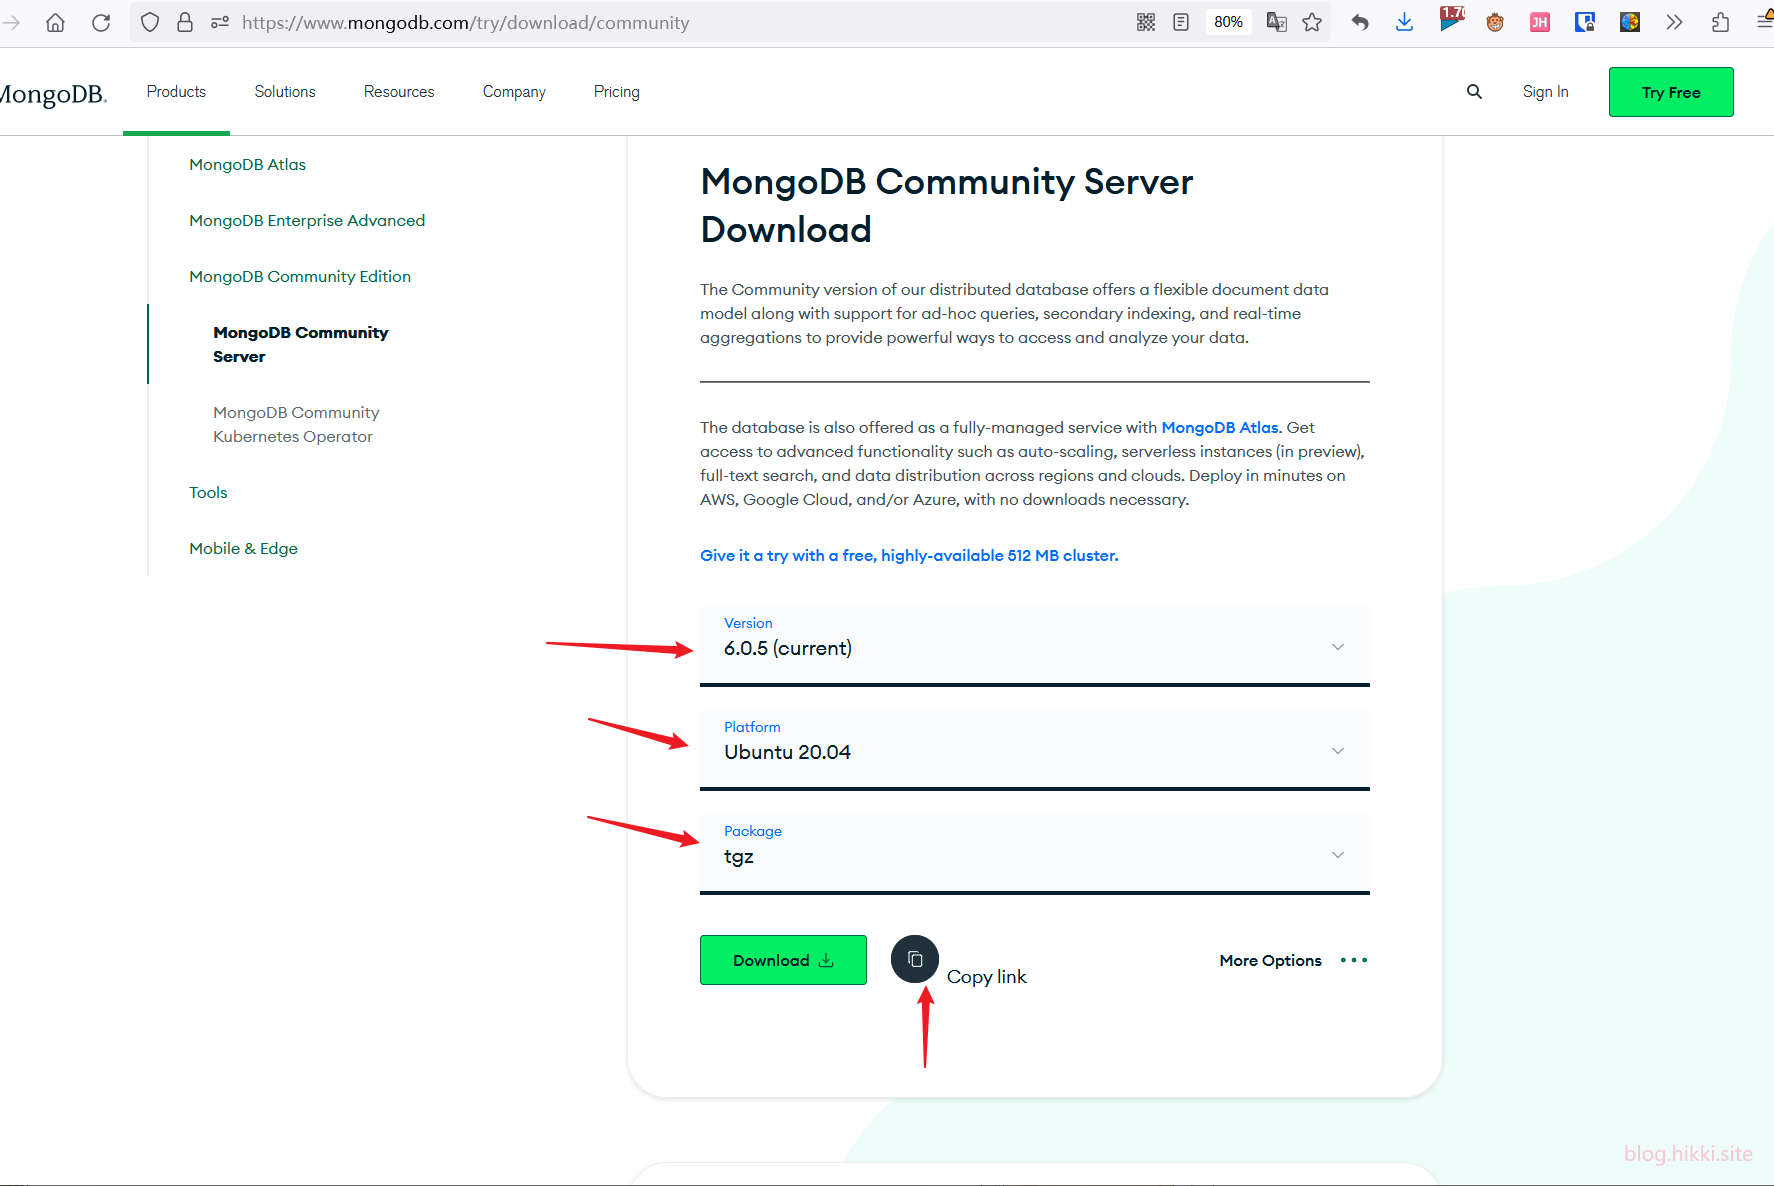 https://www.mongodb.com/try/download/community
80%
1.70
JH
MongoDB.
Products
Solutions
Resources
Company
Pricing
Sign In
Try Free
MongoDB Atlas
MongoDB Enterprise Advanced
MongoDB Community Edition
MongoDB Community
Server
MongoDB Community
Kubernetes Operator
Tools
Mobile & Edge
MongoDB Community Server
Download
The Community version of our distributed database offers a flexible document data
model along with support for ad-hoc queries, secondary indexing, and real-time
aggregations to provide powerful ways to access and analyze your data.
The database is also offered as a fully-managed service with MongoDB Atlas. Get
access to advanced functionality such as auto-scaling, serverless instances (in preview),
full-text search, and data distribution across regions and clouds. Deploy in minutes on
AWS, Google Cloud, and/or Azure, with no downloads necessary.
Give it a try with a free, highly-available 512 MB cluster.
Version
6.0.5 (current)
Platform
Ubuntu 20.04
Package
tgz
Download
Copy link
More Options
blog.hikki.site